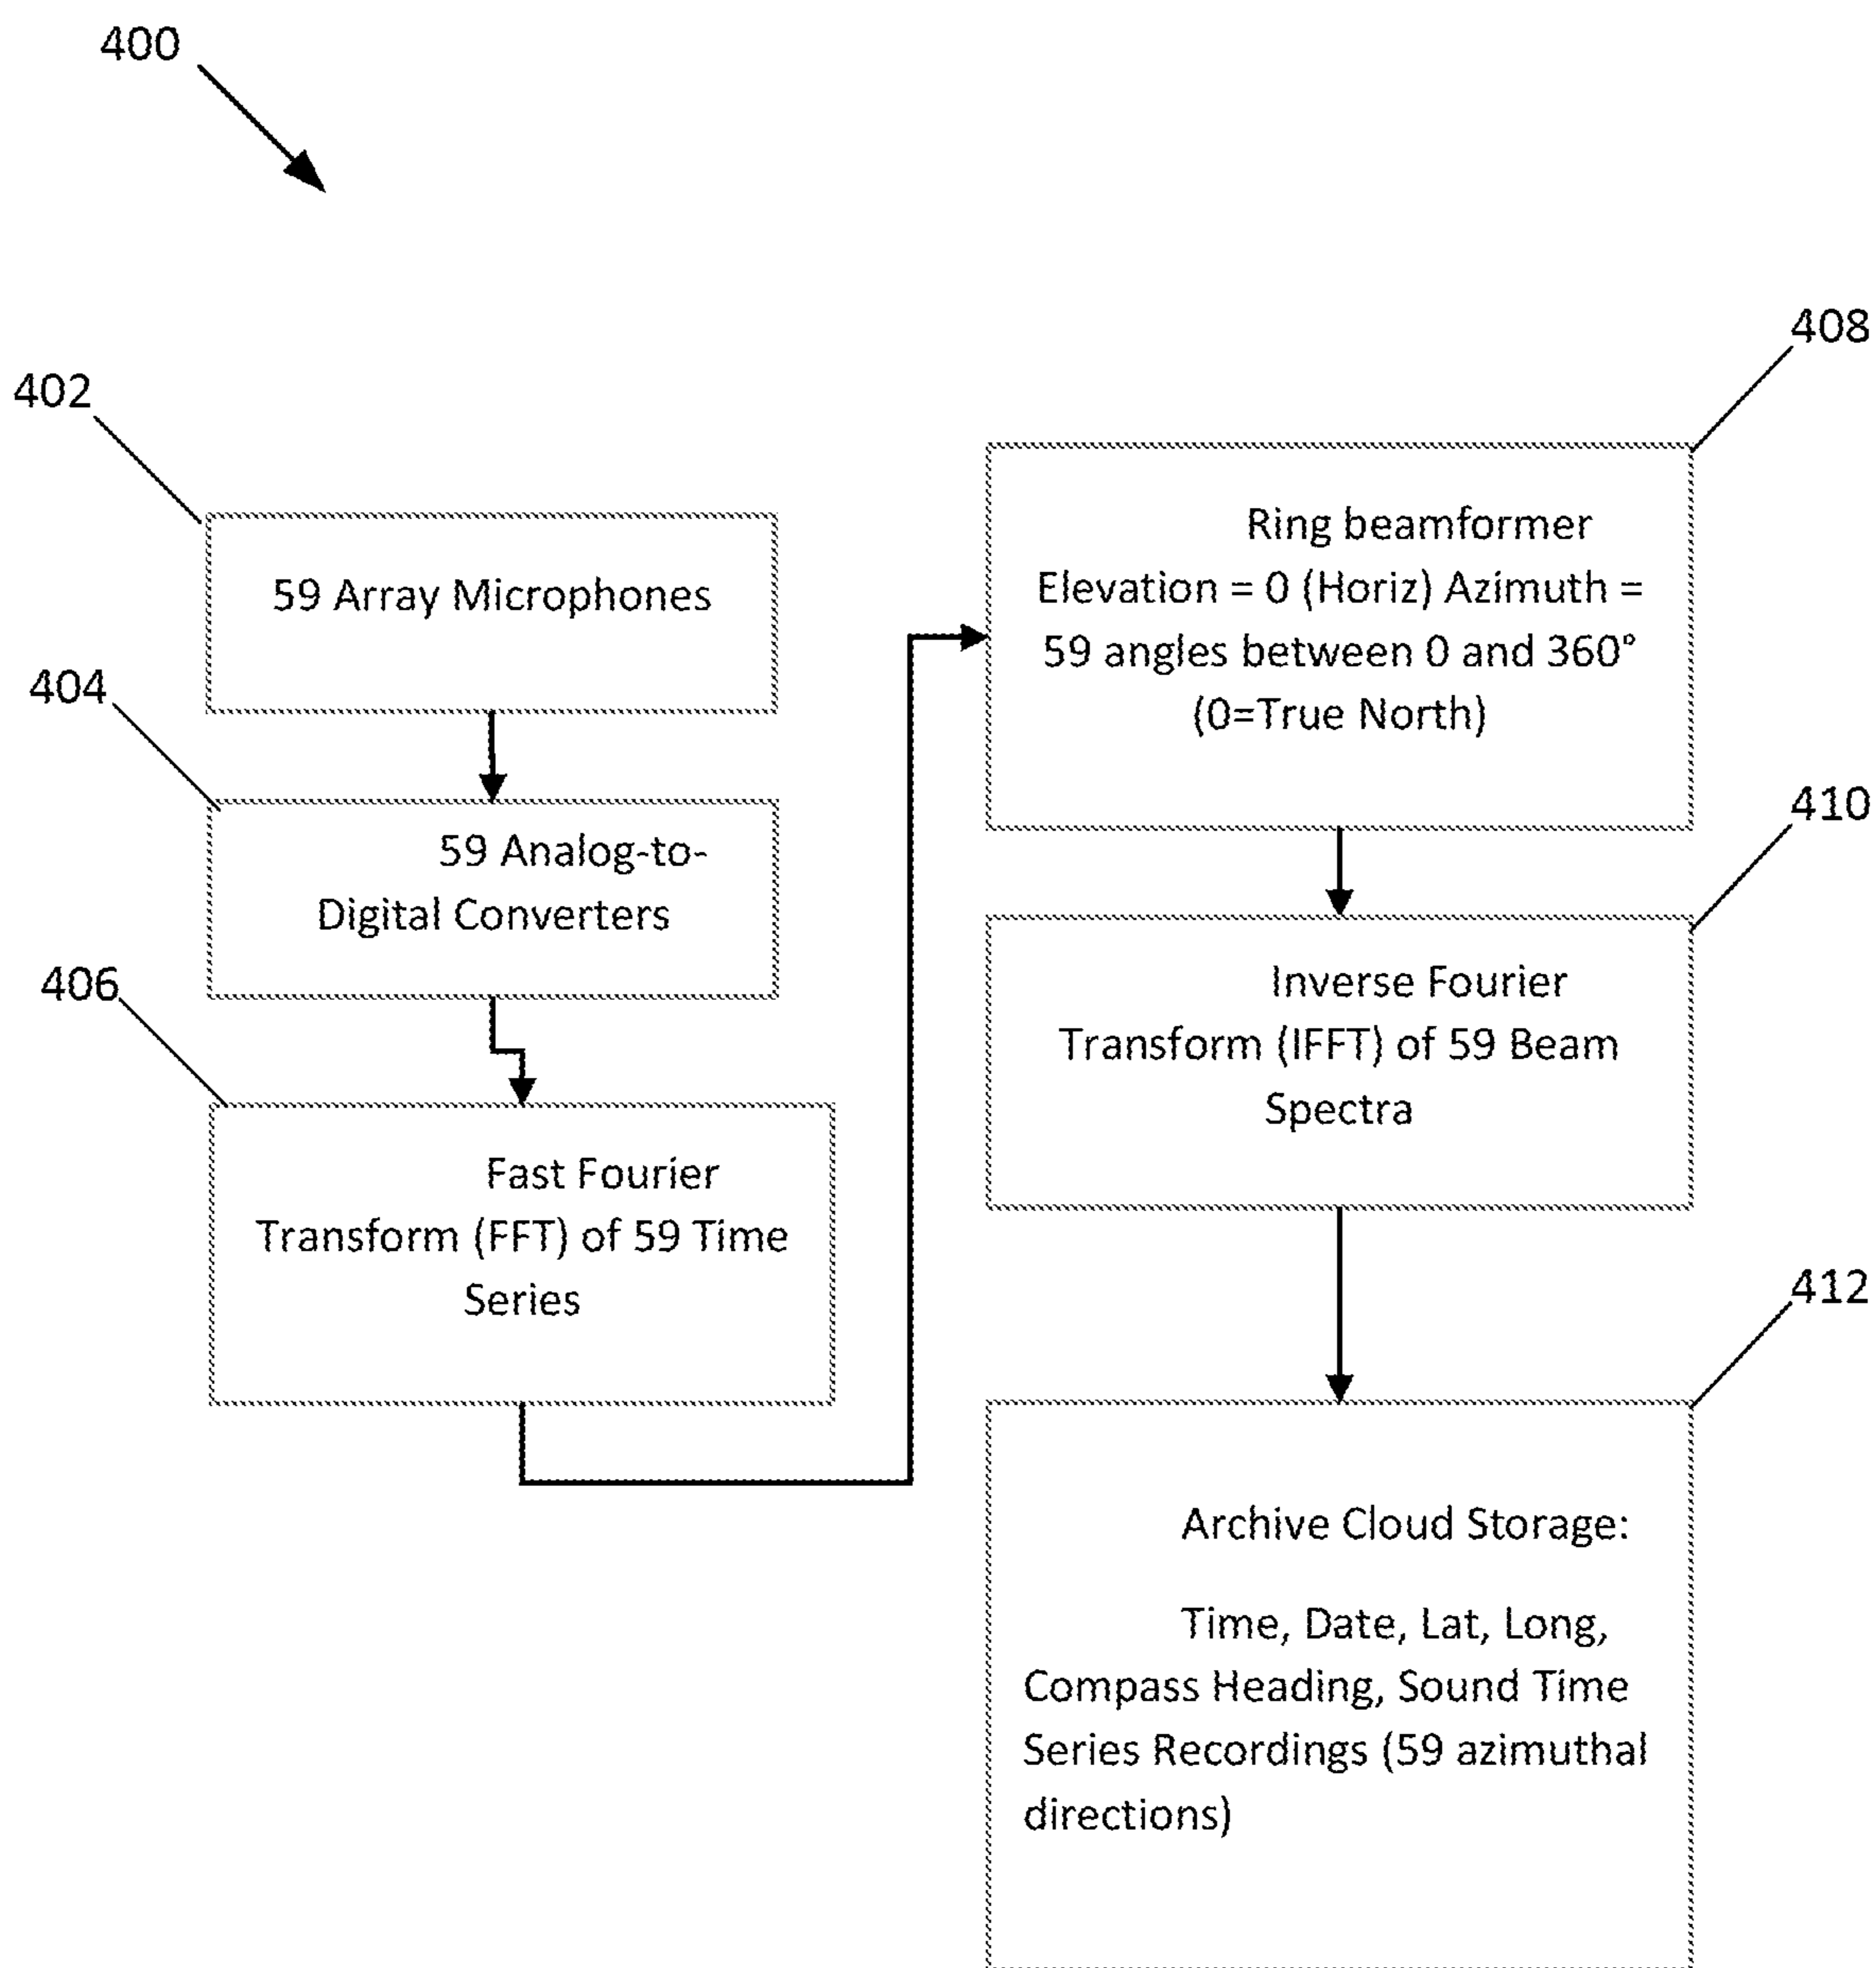 400
402
59 Array Microphones
404
59 Analog-to-
Digital Converters
406
Fast Fourier
Transform (FFT) of 59 Time
Series
408
Ring beamformer
Elevation = 0 (Horiz) Azimuth =
59 angles between 0 and 360°
(0=True North)
410
Inverse Fourier
Transform (IFFT) of 59 Beam
Spectra
412
Archive Cloud Storage:
Time, Date, Lat, Long,
Compass Heading, Sound Time
Series Recordings (59 azimuthal
directions)